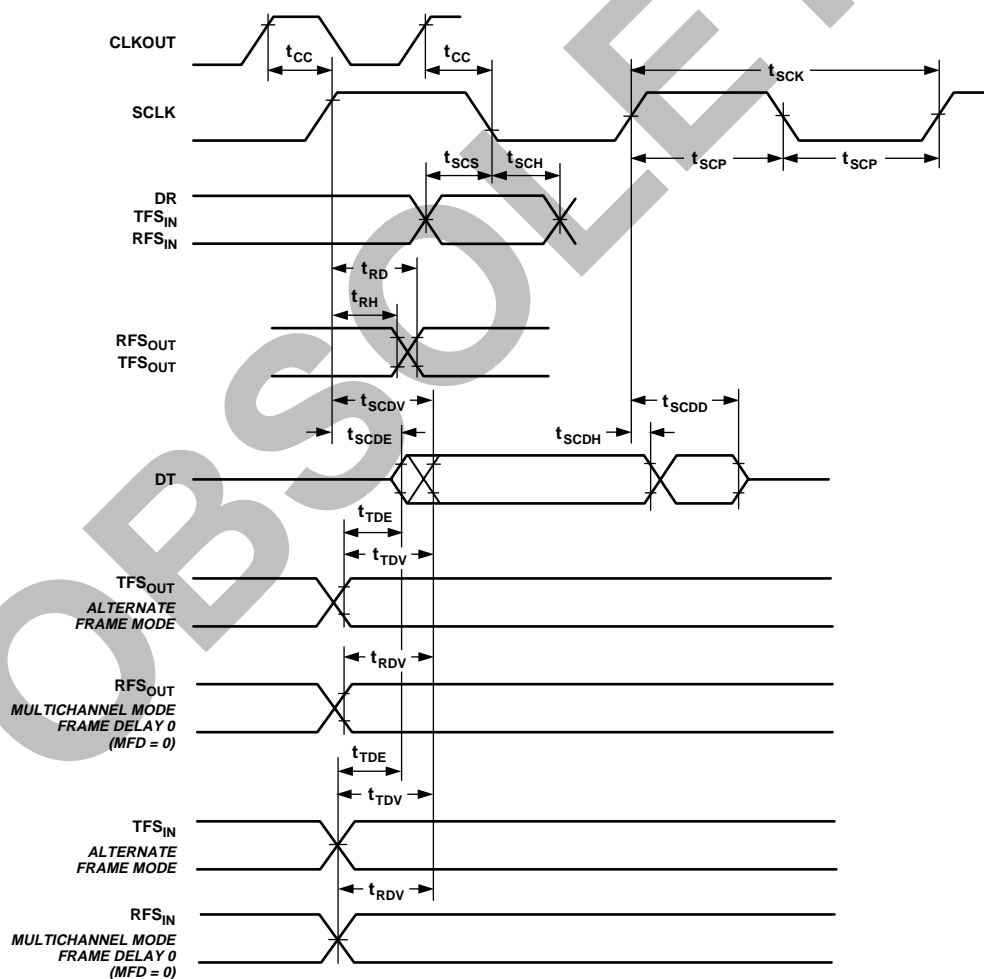 CLKOUT
tCC
tCC
tSCK
SCLK
tSCP
tSCP
tSCS
tSCH
DR
TFSIN
RFSIN
tRD
tRH
RFSOUT
TFSOUT
tSCDV
tSCDE
tSCDD
tSCDH
DT
tTDE
tTDV
TFSOUT
ALTERNATE
FRAME MODE
tRDV
RFSOUT
MULTICHANNEL MODE
FRAME DELAY 0
(MFD = 0)
tTDE
tTDV
TFSIN
ALTERNATE
FRAME MODE
tRDV
RFSIN
MULTICHANNEL MODE
FRAME DELAY 0
(MFD = 0)
OBSOLE